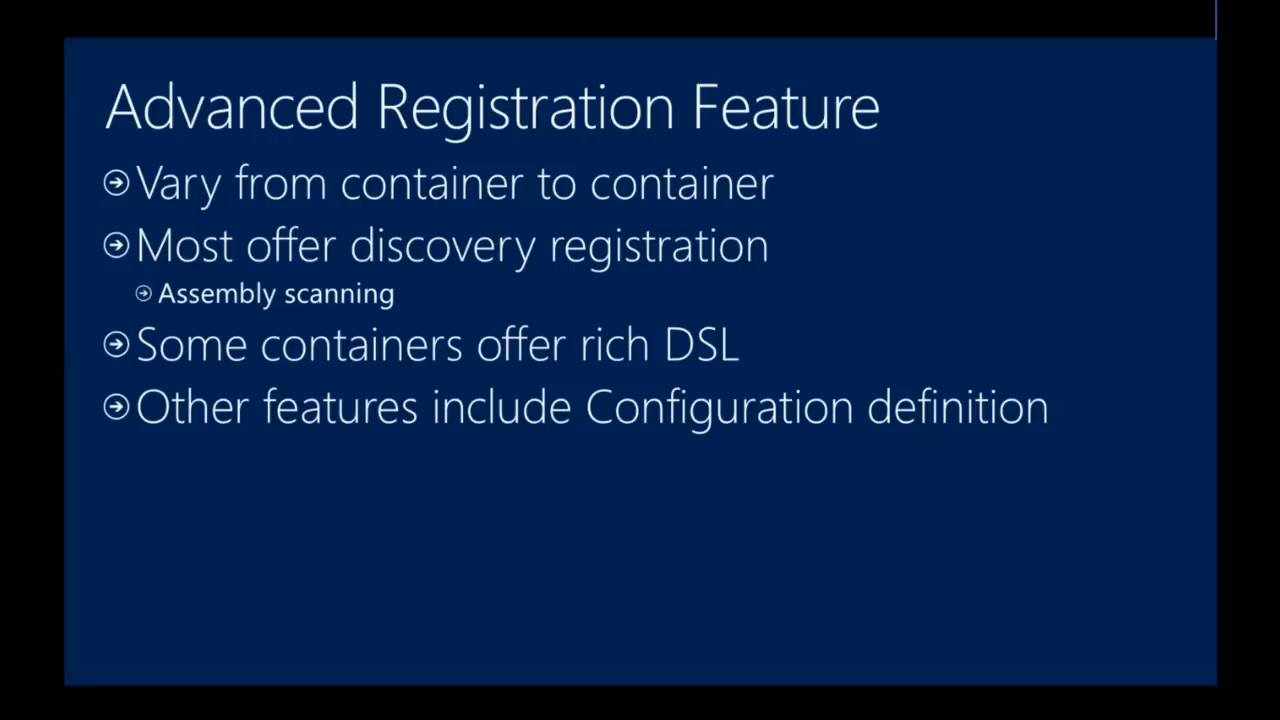 Advanced Registration Feature
Vary from container to container
Most offer discovery registration
Assembly scanning
Some containers offer rich DSL
Other features include Configuration definition